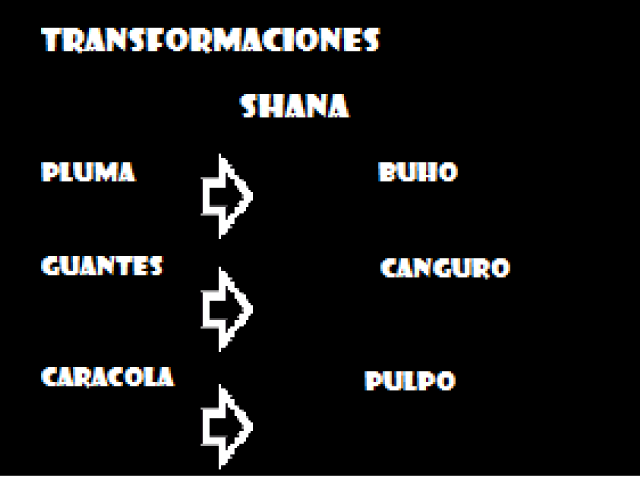 TRANSFORMACIONES
SHANA
PLUMA BUHO
GUANTES CANGURO
CARACOLA PULPO